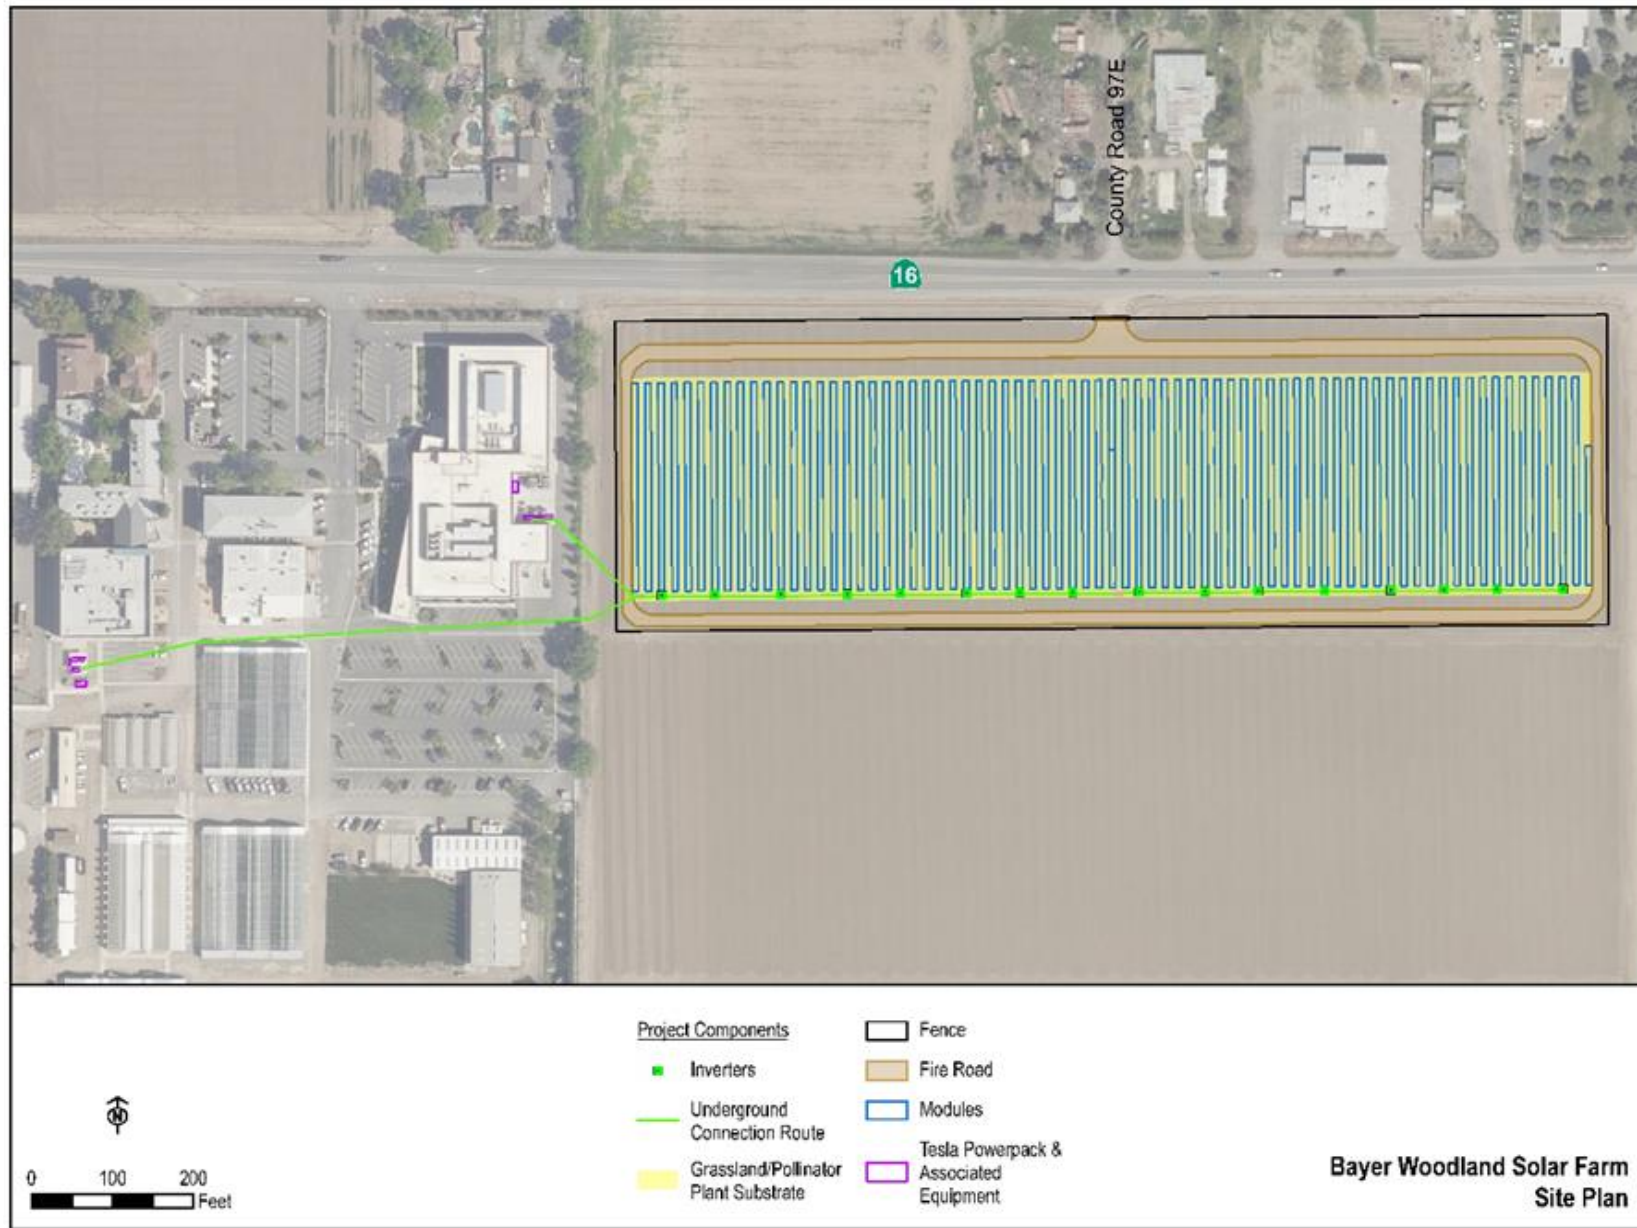 County Road 97E
16
Project Components
Inverters
Underground
Connection Route
Grassland/Pollinator
Plant Substrate
Fence
Fire Road
Modules
Tesla Powerpack &
Associated
Equipment
N
0 100 200
Feet
Bayer Woodland Solar Farm
Site Plan